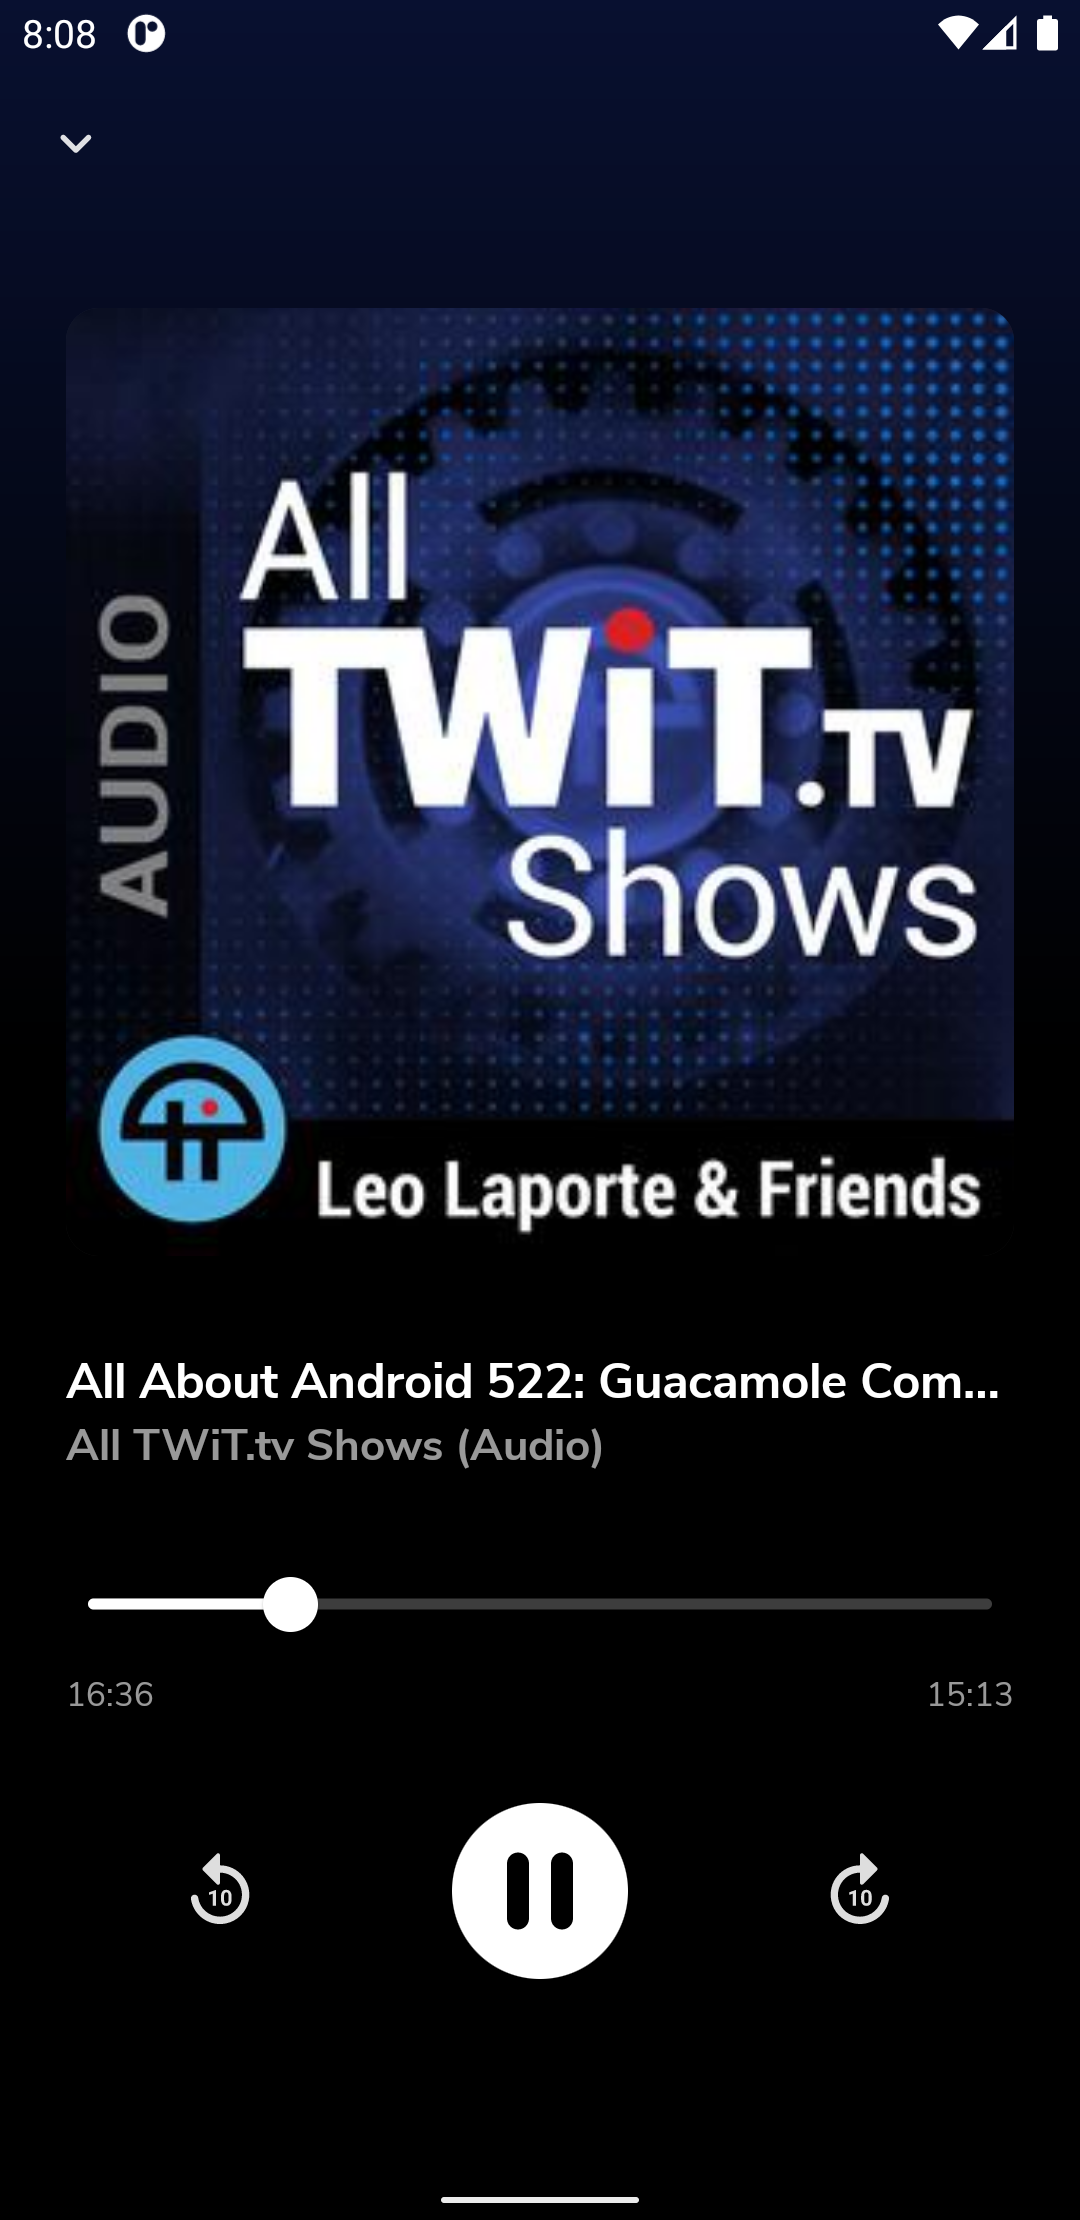 8:08
All
TWiT.TV
Shows
AUDIO
Leo Laporte & Friends
All About Android 522: Guacamole Com...
All TWiT.tv Shows (Audio)
16:36
15:13
10
10